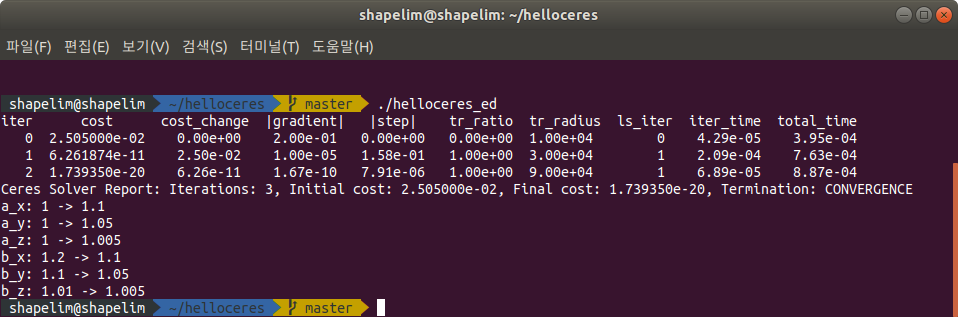 shapelim@shapelim: ~/helloceres
파일(F) 편집(E) 보기(V) 검색(S) 터미널(T) 도움말(H)
shapelim@shapelim ~/helloceres master ./helloceres_ed
iter cost cost_change |gradient| |step| tr_ratio tr_radius ls_iter iter_time total_time
0 2.505000e-02 0.00e+00 2.00e-01 0.00e+00 0.00e+00 1.00e+04 0 4.29e-05 3.95e-04
1 6.261874e-11 2.50e-02 1.00e-05 1.58e-01 1.00e+00 3.00e+04 1 2.09e-04 7.63e-04
2 1.739350e-20 6.26e-11 1.67e-10 7.91e-06 1.00e+00 9.00e+04 1 6.89e-05 8.87e-04
Ceres Solver Report: Iterations: 3, Initial cost: 2.505000e-02, Final cost: 1.739350e-20, Termination: CONVERGENCE
a_x: 1 -> 1.1
a_y: 1 -> 1.05
a_z: 1 -> 1.005
b_x: 1.2 -> 1.1
b_y: 1.1 -> 1.05
b_z: 1.01 -> 1.005
shapelim@shapelim ~/helloceres master